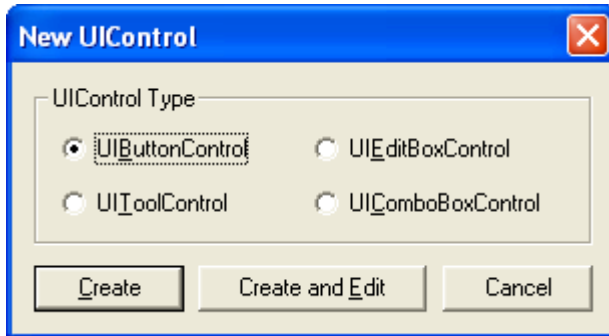 New UIControl
UIControl Type
UIButtonControl UIEditBoxControl
UIToolControl UIComboBoxControl
Create Create and Edit Cancel